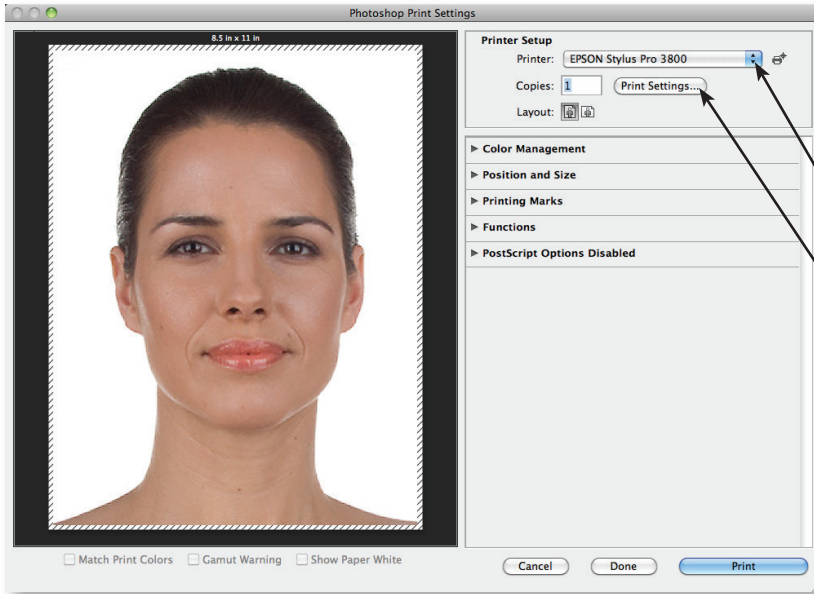 Photoshop Print Settings
8.5 in x 11 in
Printer Setup
Printer: EPSON Stylus Pro 3800
Copies: 1 Print Settings...
Layout:
Color Management
Position and Size
Printing Marks
Functions
PostScript Options Disabled
Match Print Colors Gamut Warning Show Paper White
Cancel Done Print